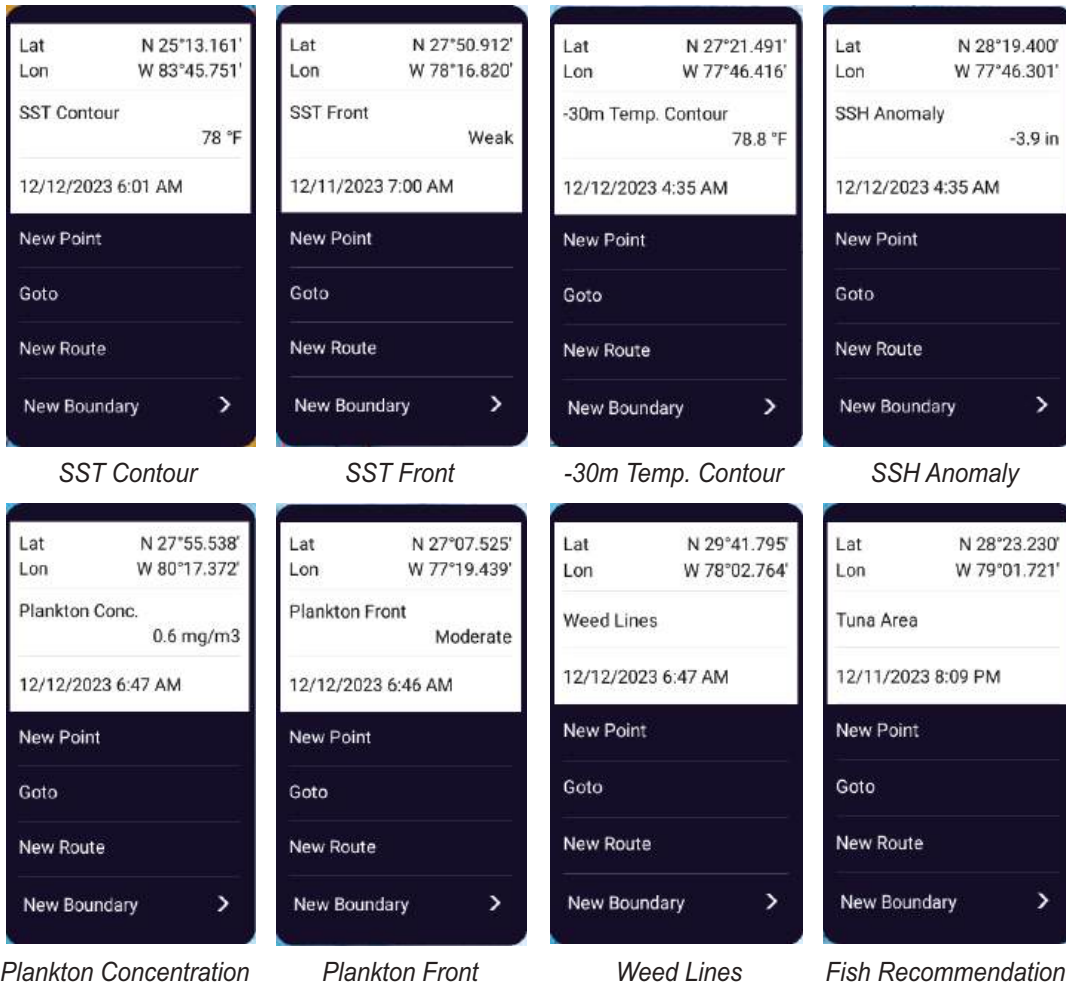 Lat N 25°13.161'
Lon W 83°45.751'
SST Contour
78 °F
12/12/2023 6:01 AM
New Point
Goto
New Route
New Boundary >
SST Contour
Lat N 27°50.912'
Lon W 78°16.820'
SST Front
Weak
12/11/2023 7:00 AM
New Point
Goto
New Route
New Boundary >
SST Front
Lat N 27°21.491'
Lon W 77°46.416'
-30m Temp. Contour
78.8 °F
12/12/2023 4:35 AM
New Point
Goto
New Route
New Boundary >
-30m Temp. Contour
Lat N 28°19.400'
Lon W 77°46.301'
SSH Anomaly
-3.9 in
12/12/2023 4:35 AM
New Point
Goto
New Route
New Boundary >
SSH Anomaly
Lat N 27°55.538'
Lon W 80°17.372'
Plankton Conc.
0.6 mg/m3
12/12/2023 6:47 AM
New Point
Goto
New Route
New Boundary >
Plankton Concentration
Lat N 27°07.525'
Lon W 77°19.439'
Plankton Front
Moderate
12/12/2023 6:46 AM
New Point
Goto
New Route
New Boundary >
Plankton Front
Lat N 29°41.795'
Lon W 78°02.764'
Weed Lines
12/12/2023 6:47 AM
New Point
Goto
New Route
New Boundary >
Weed Lines
Lat N 28°23.230'
Lon W 79°01.721'
Tuna Area
12/11/2023 8:09 PM
New Point
Goto
New Route
New Boundary >
Fish Recommendation